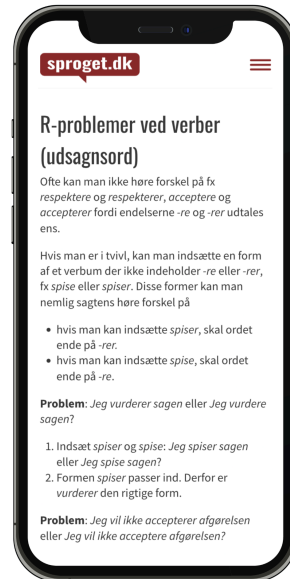 sproget.dk
R-problemer ved verber
(udsagnsord)
Ofte kan man ikke høre forskel på fx
respektere og respekterer, acceptere og
accepterer fordi endelserne -re og -rer udtales
ens.
Hvis man er i tvivl, kan man indsætte en form
af et verbum der ikke indeholder -re eller -rer,
fx spise eller spiser. Disse former kan man
nemlig sagtens høre forskel på
• hvis man kan indsætte spiser, skal ordet
ende på -rer.
• hvis man kan indsætte spise, skal ordet
ende på -re.
Problem: Jeg vurderer sagen eller Jeg vurdere
sagen?
1. Indsæt spiser og spise: Jeg spiser sagen
eller Jeg spise sagen?
2. Formen spiser passer ind. Derfor er
vurderer den rigtige form.
Problem: Jeg vil ikke accepterer afgørelsen
eller Jeg vil ikke acceptere afgørelsen?